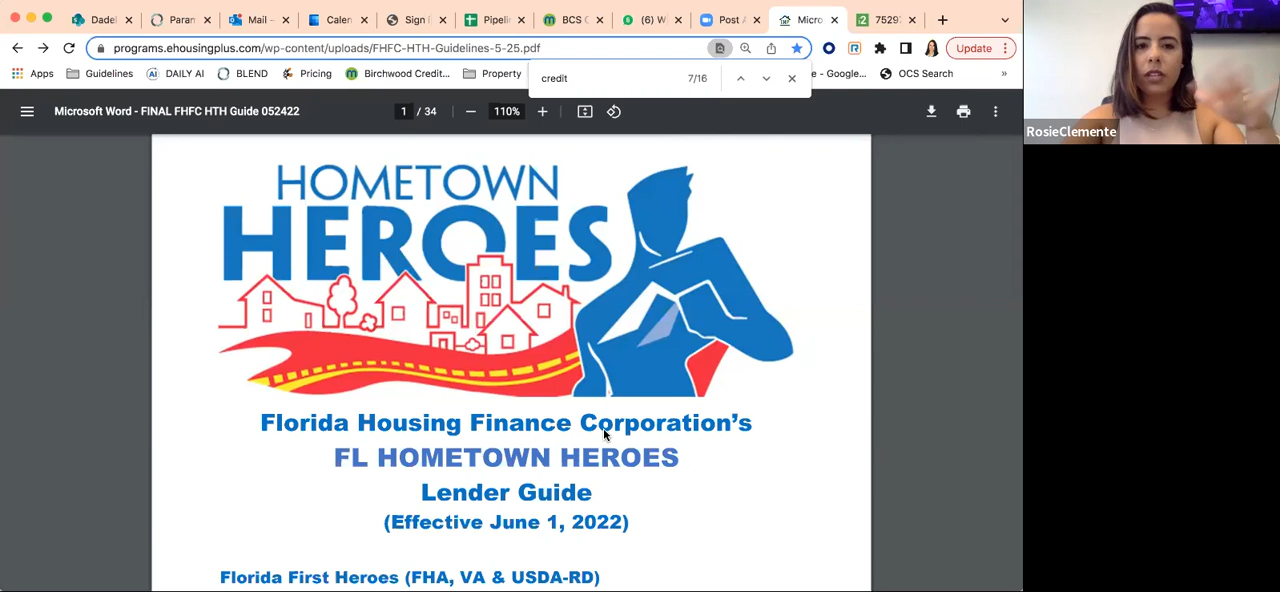 Dadel
Paran
Mail –
Calen
Sign i
Pipelin
BCS C
(6) W
Post A
Micro
7529
programs.ehousingplus.com/wp-content/uploads/FHFC-HTH-Guidelines-5-25.pdf
Update
Apps
Guidelines
DAILY AI
BLEND
Pricing
Birchwood Credit...
Property
credit
7/16
e - Google...
OCS Search
Microsoft Word - FINAL FHFC HTH Guide 052422
1 / 34
110%
RosieClemente
HOMETOWN
HEROES
Florida Housing Finance Corporation's
FL HOMETOWN HEROES
Lender Guide
(Effective June 1, 2022)
Florida First Heroes (FHA, VA & USDA-RD)